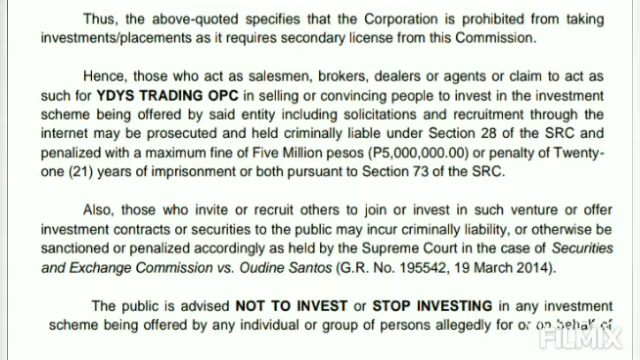 Thus, the above-quoted specifies that the Corporation is prohibited from taking
investments/placements as it requires secondary license from this Commission.
Hence, those who act as salesmen, brokers, dealers or agents or claim to act as
such for YDYS TRADING OPC in selling or convincing people to invest in the investment
scheme being offered by said entity including solicitations and recruitment through the
internet may be prosecuted and held criminally liable under Section 28 of the SRC and
penalized with a maximum fine of Five Million pesos (P5,000,000.00) or penalty of Twenty-
one (21) years of imprisonment or both pursuant to Section 73 of the SRC.
Also, those who invite or recruit others to join or invest in such venture or offer
investment contracts or securities to the public may incur criminal liability, or otherwise be
sanctioned or penalized accordingly as held by the Supreme Court in the case of Securities
and Exchange Commission vs. Oudine Santos (G.R. No. 195542, 19 March 2014).
The public is advised NOT TO INVEST or STOP INVESTING in any investment
scheme being offered by any individual or group of persons allegedly for or on behalf of
FILMIX